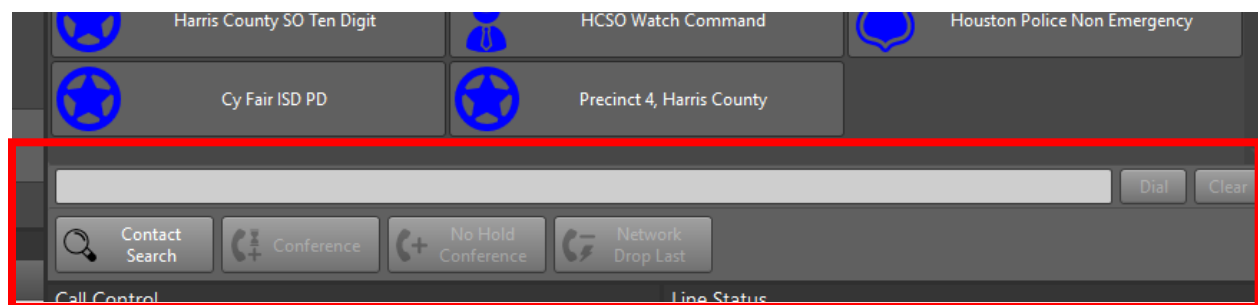 Harris County SO Ten Digit
HCSO Watch Command
Houston Police Non Emergency
Cy Fair ISD PD
Precinct 4, Harris County
Dial
Clear
Contact
Search
Conference
No Hold
Conference
Network
Drop Last
Call Control
Line Status